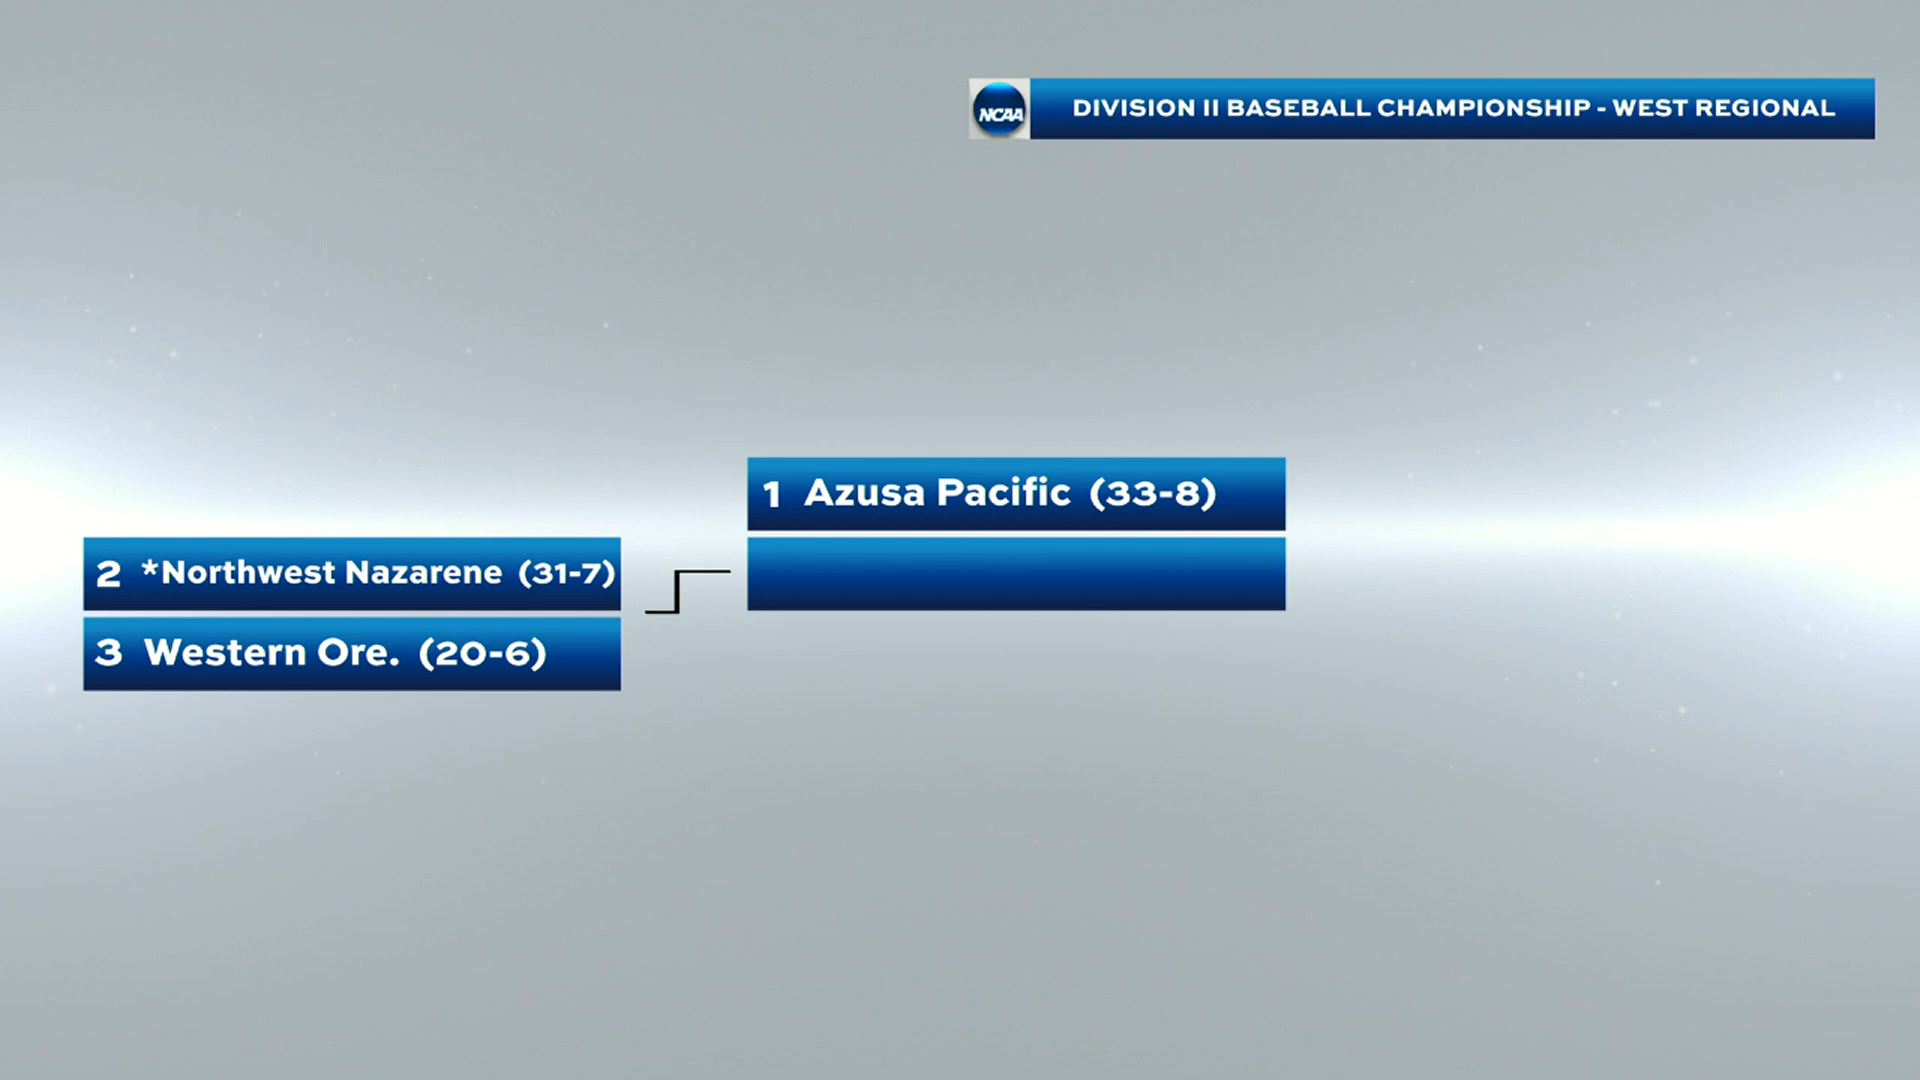 NCAA DIVISION II BASEBALL CHAMPIONSHIP - WEST REGIONAL
1 Azusa Pacific (33-8)
2 *Northwest Nazarene (31-7)
3 Western Ore. (20-6)